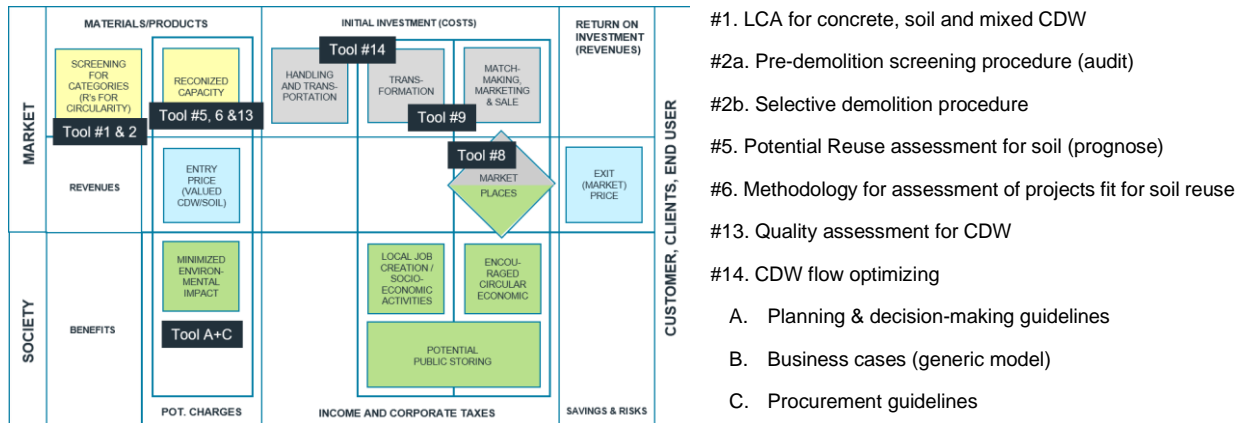 MATERIALS/PRODUCTS
INITIAL INVESTMENT (COSTS)
RETURN ON
INVESTMENT
(REVENUES)
MARKET
SCREENING
FOR
CATEGORIES
(R's FOR
CIRCULARITY)
Tool #1 & 2
RECONIZED
CAPACITY
Tool #5, 6 &13
Tool #14
HANDLING
AND TRANS-
PORTATION
TRANS-
FORMATION
MATCH-
MAKING,
MARKETING
& SALE
Tool #9
Tool #8
REVENUES
ENTRY
PRICE
(VALUED
CDW/SOIL)
MARKET
PLACES
EXIT
(MARKET)
PRICE
SOCIETY
BENEFITS
MINIMIZED
ENVIRON-
MENTAL
IMPACT
Tool A+C
LOCAL JOB
CREATION /
SOCIO-
ECONOMIC
ACTIVITIES
ENCOU-
RAGED
CIRCULAR
ECONOMIC
POTENTIAL
PUBLIC STORING
POT. CHARGES
INCOME AND CORPORATE TAXES
SAVINGS & RISKS
CUSTOMER, CLIENTS, END USER
#1. LCA for concrete, soil and mixed CDW
#2a. Pre-demolition screening procedure (audit)
#2b. Selective demolition procedure
#5. Potential Reuse assessment for soil (prognose)
#6. Methodology for assessment of projects fit for soil reuse
#13. Quality assessment for CDW
#14. CDW flow optimizing
A. Planning & decision-making guidelines
B. Business cases (generic model)
C. Procurement guidelines